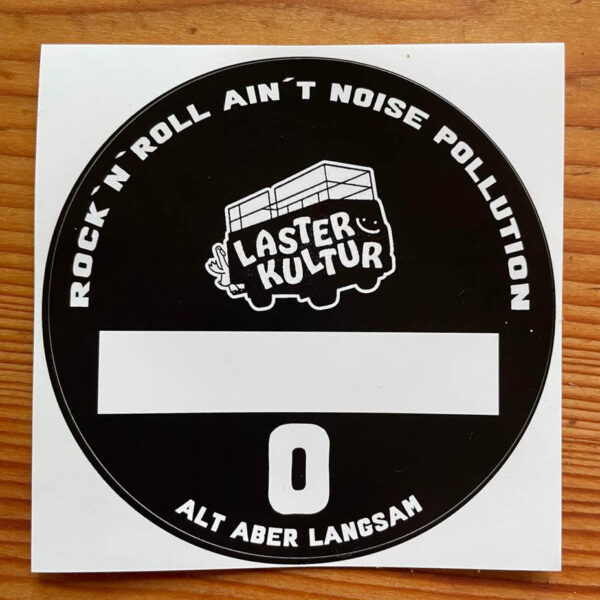 ROCK`N`ROLL AIN´T NOISE POLLUTION
LASTER
KULTUR
0
ALT ABER LANGSAM